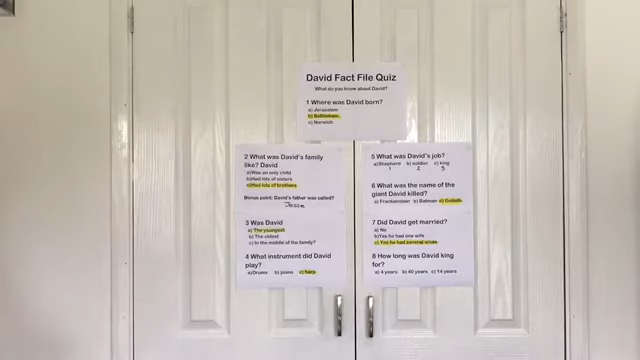 David Fact File Quiz
What do you know about David?
1 Where was David born?
a) Jerusalem
b) Bethlehem
c) Norwich
2 What was David's family
like? David
a)Was an only child
b)Had lots of sisters
c)Had lots of brothers
Bonus point: David's father was called?
Jesse
3 Was David
a) The youngest
b) The oldest
c) In the middle of the family?
4 What instrument did David
play?
a)Drums b) piano c) harp
5 What was David's job?
a)Shepherd b) soldier c) king
1 2 3
6 What was the name of the
giant David killed?
a) Frankenstein b) Batman c) Goliath
7 Did David get married?
a) No
b)Yes he had one wife
c) Yes he had several wives
8 How long was David king
for?
a) 4 years b) 40 years c) 14 years